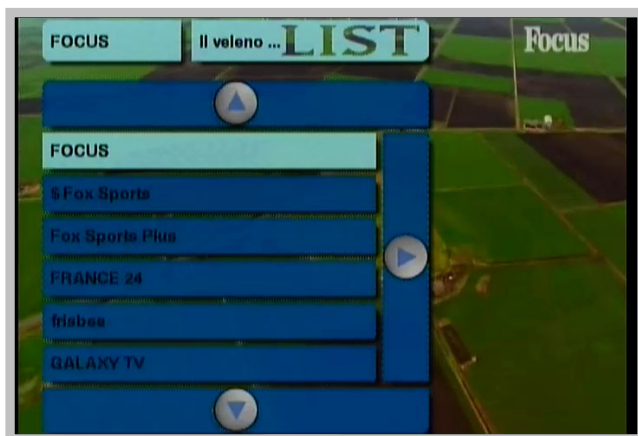 FOCUS
Il veleno ... LIST
Focus
FOCUS
$ Fox Sports
Fox Sports Plus
FRANCE 24
frisbee
GALAXY TV